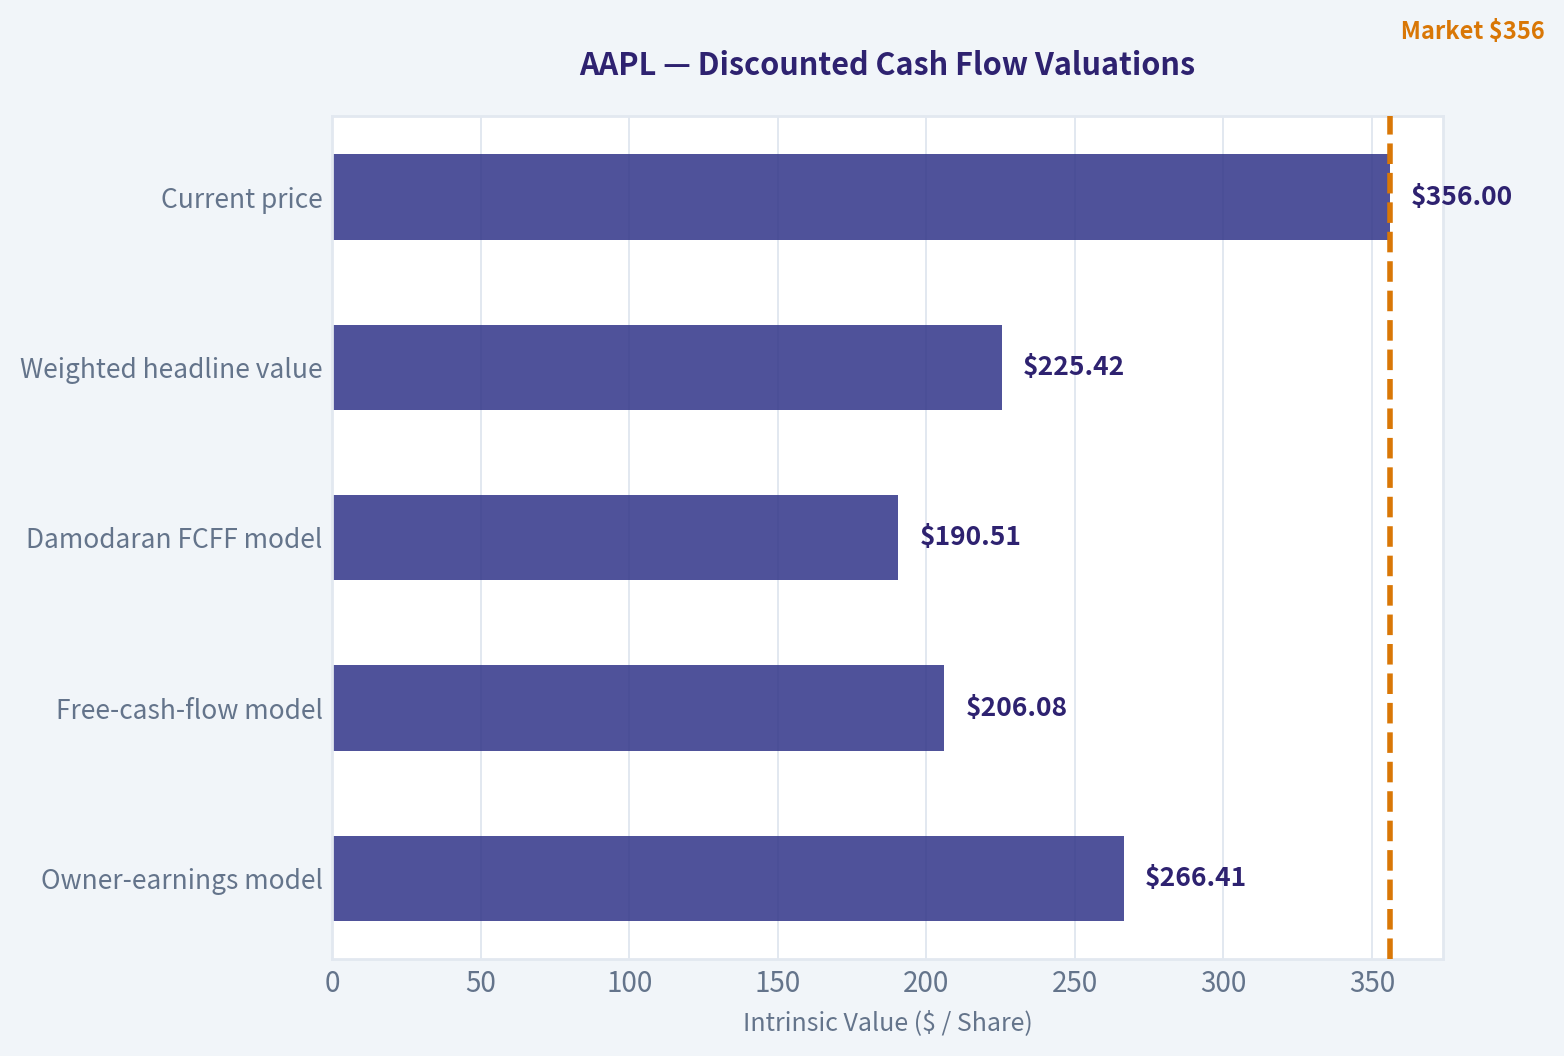 Market $356
AAPL — Discounted Cash Flow Valuations
Current price
$356.00
Weighted headline value
$225.42
Damodaran FCFF model
$190.51
Free-cash-flow model
$206.08
Owner-earnings model
$266.41
0 50 100 150 200 250 300 350
Intrinsic Value ($ / Share)